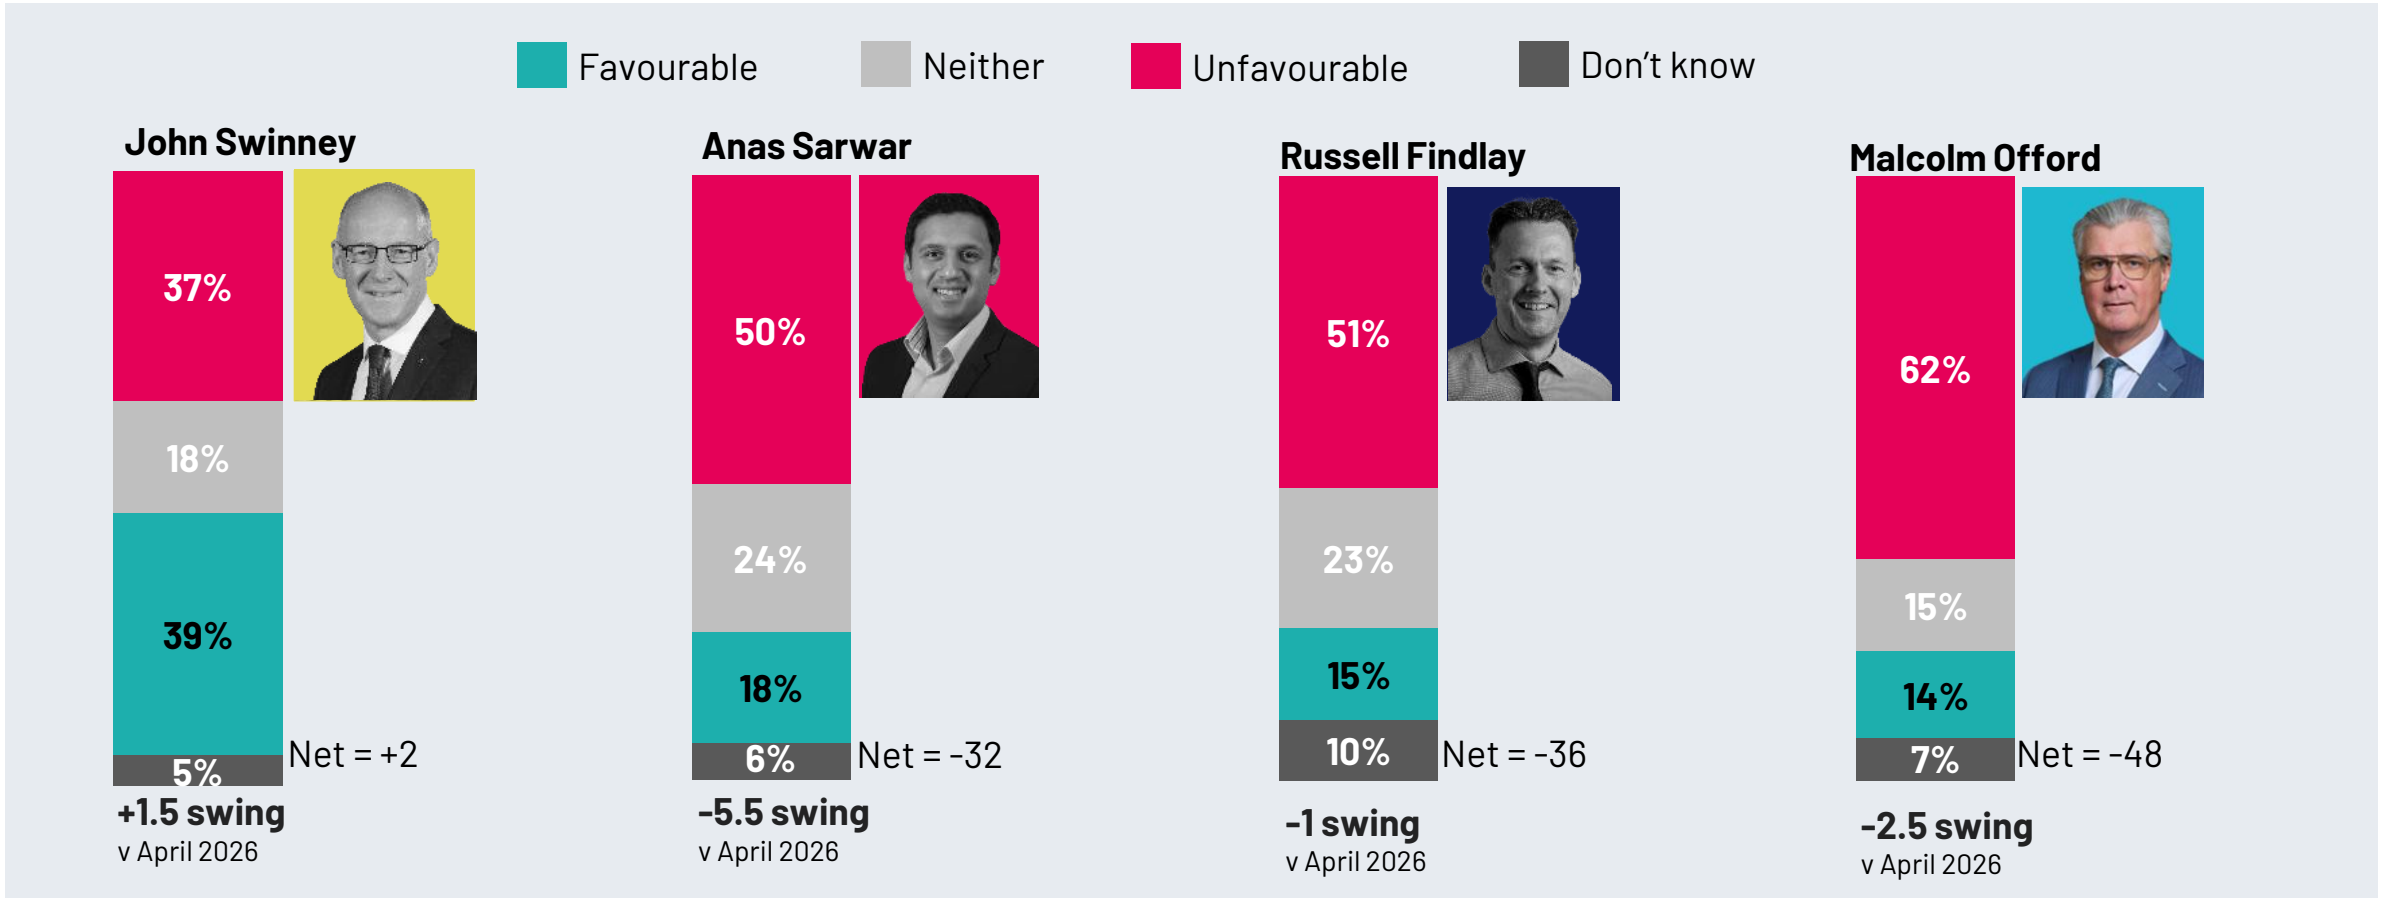 Favourable
Neither
Unfavourable
Don't know
John Swinney
37%
18%
39%
5%
Net = +2
+1.5 swing
v April 2026
Anas Sarwar
50%
24%
18%
6%
Net = -32
-5.5 swing
v April 2026
Russell Findlay
51%
23%
15%
10%
Net = -36
-1 swing
v April 2026
Malcolm Offord
62%
15%
14%
7%
Net = -48
-2.5 swing
v April 2026